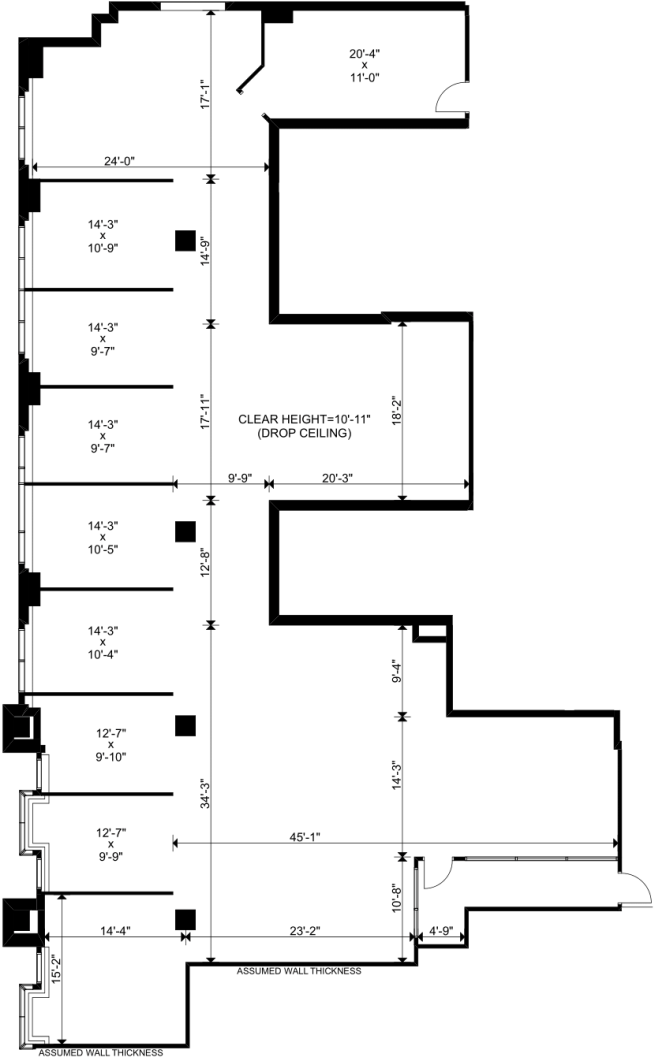 20'-4"
x
11'-0"
17'-1"
24'-0"
14'-3"
x
10'-9"
14'-9"
14'-3"
x
9'-7"
17'-11"
CLEAR HEIGHT=10'-11"
(DROP CEILING)
18'-2"
14'-3"
x
9'-7"
9'-9"
20'-3"
14'-3"
x
10'-5"
12'-8"
14'-3"
x
10'-4"
9'-4"
12'-7"
x
9'-10"
14'-3"
34'-3"
45'-1"
12'-7"
x
9'-9"
10'-8"
14'-4"
23'-2"
4'-9"
15'-2"
ASSUMED WALL THICKNESS
ASSUMED WALL THICKNESS